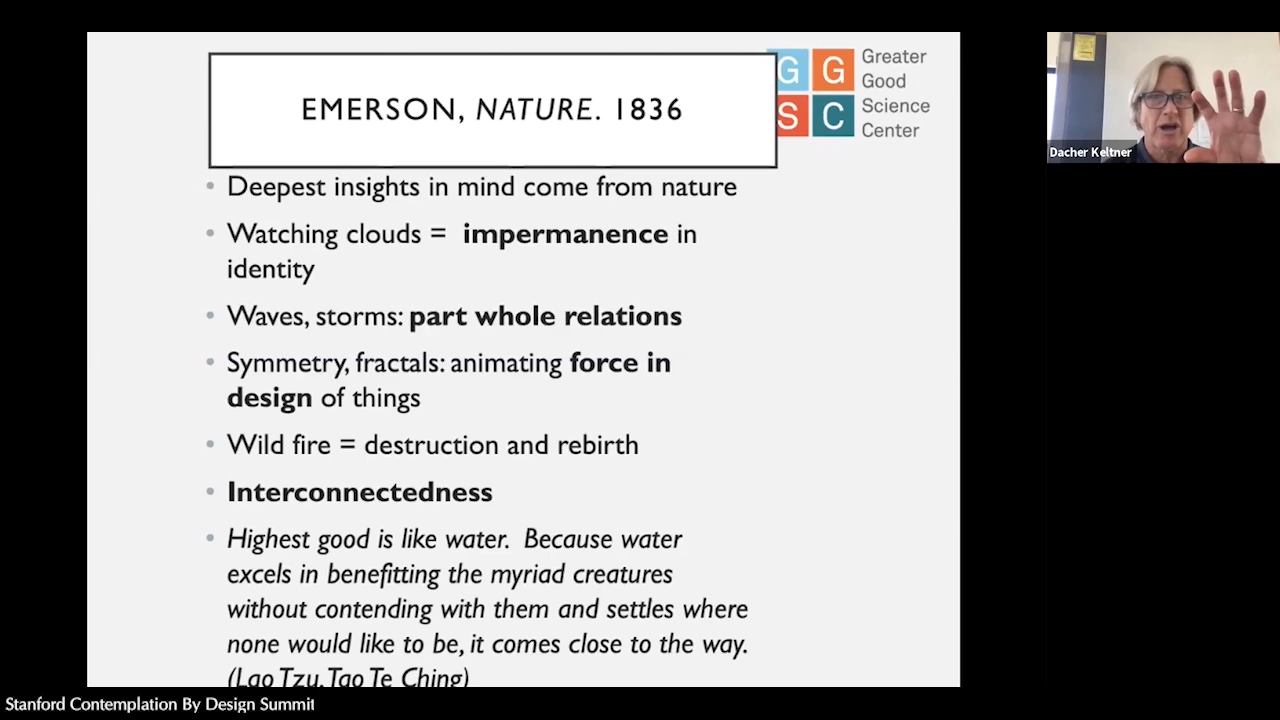 EMERSON, NATURE. 1836
G G
S C
Greater
Good
Science
Center
• Deepest insights in mind come from nature
• Watching clouds = impermanence in
identity
• Waves, storms: part whole relations
• Symmetry, fractals: animating force in
design of things
• Wild fire = destruction and rebirth
• Interconnectedness
• Highest good is like water. Because water
excels in benefitting the myriad creatures
without contending with them and settles where
none would like to be, it comes close to the way.
(Lao Tzu, Tao Te Ching)
Dacher Keltner
Stanford Contemplation By Design Summit